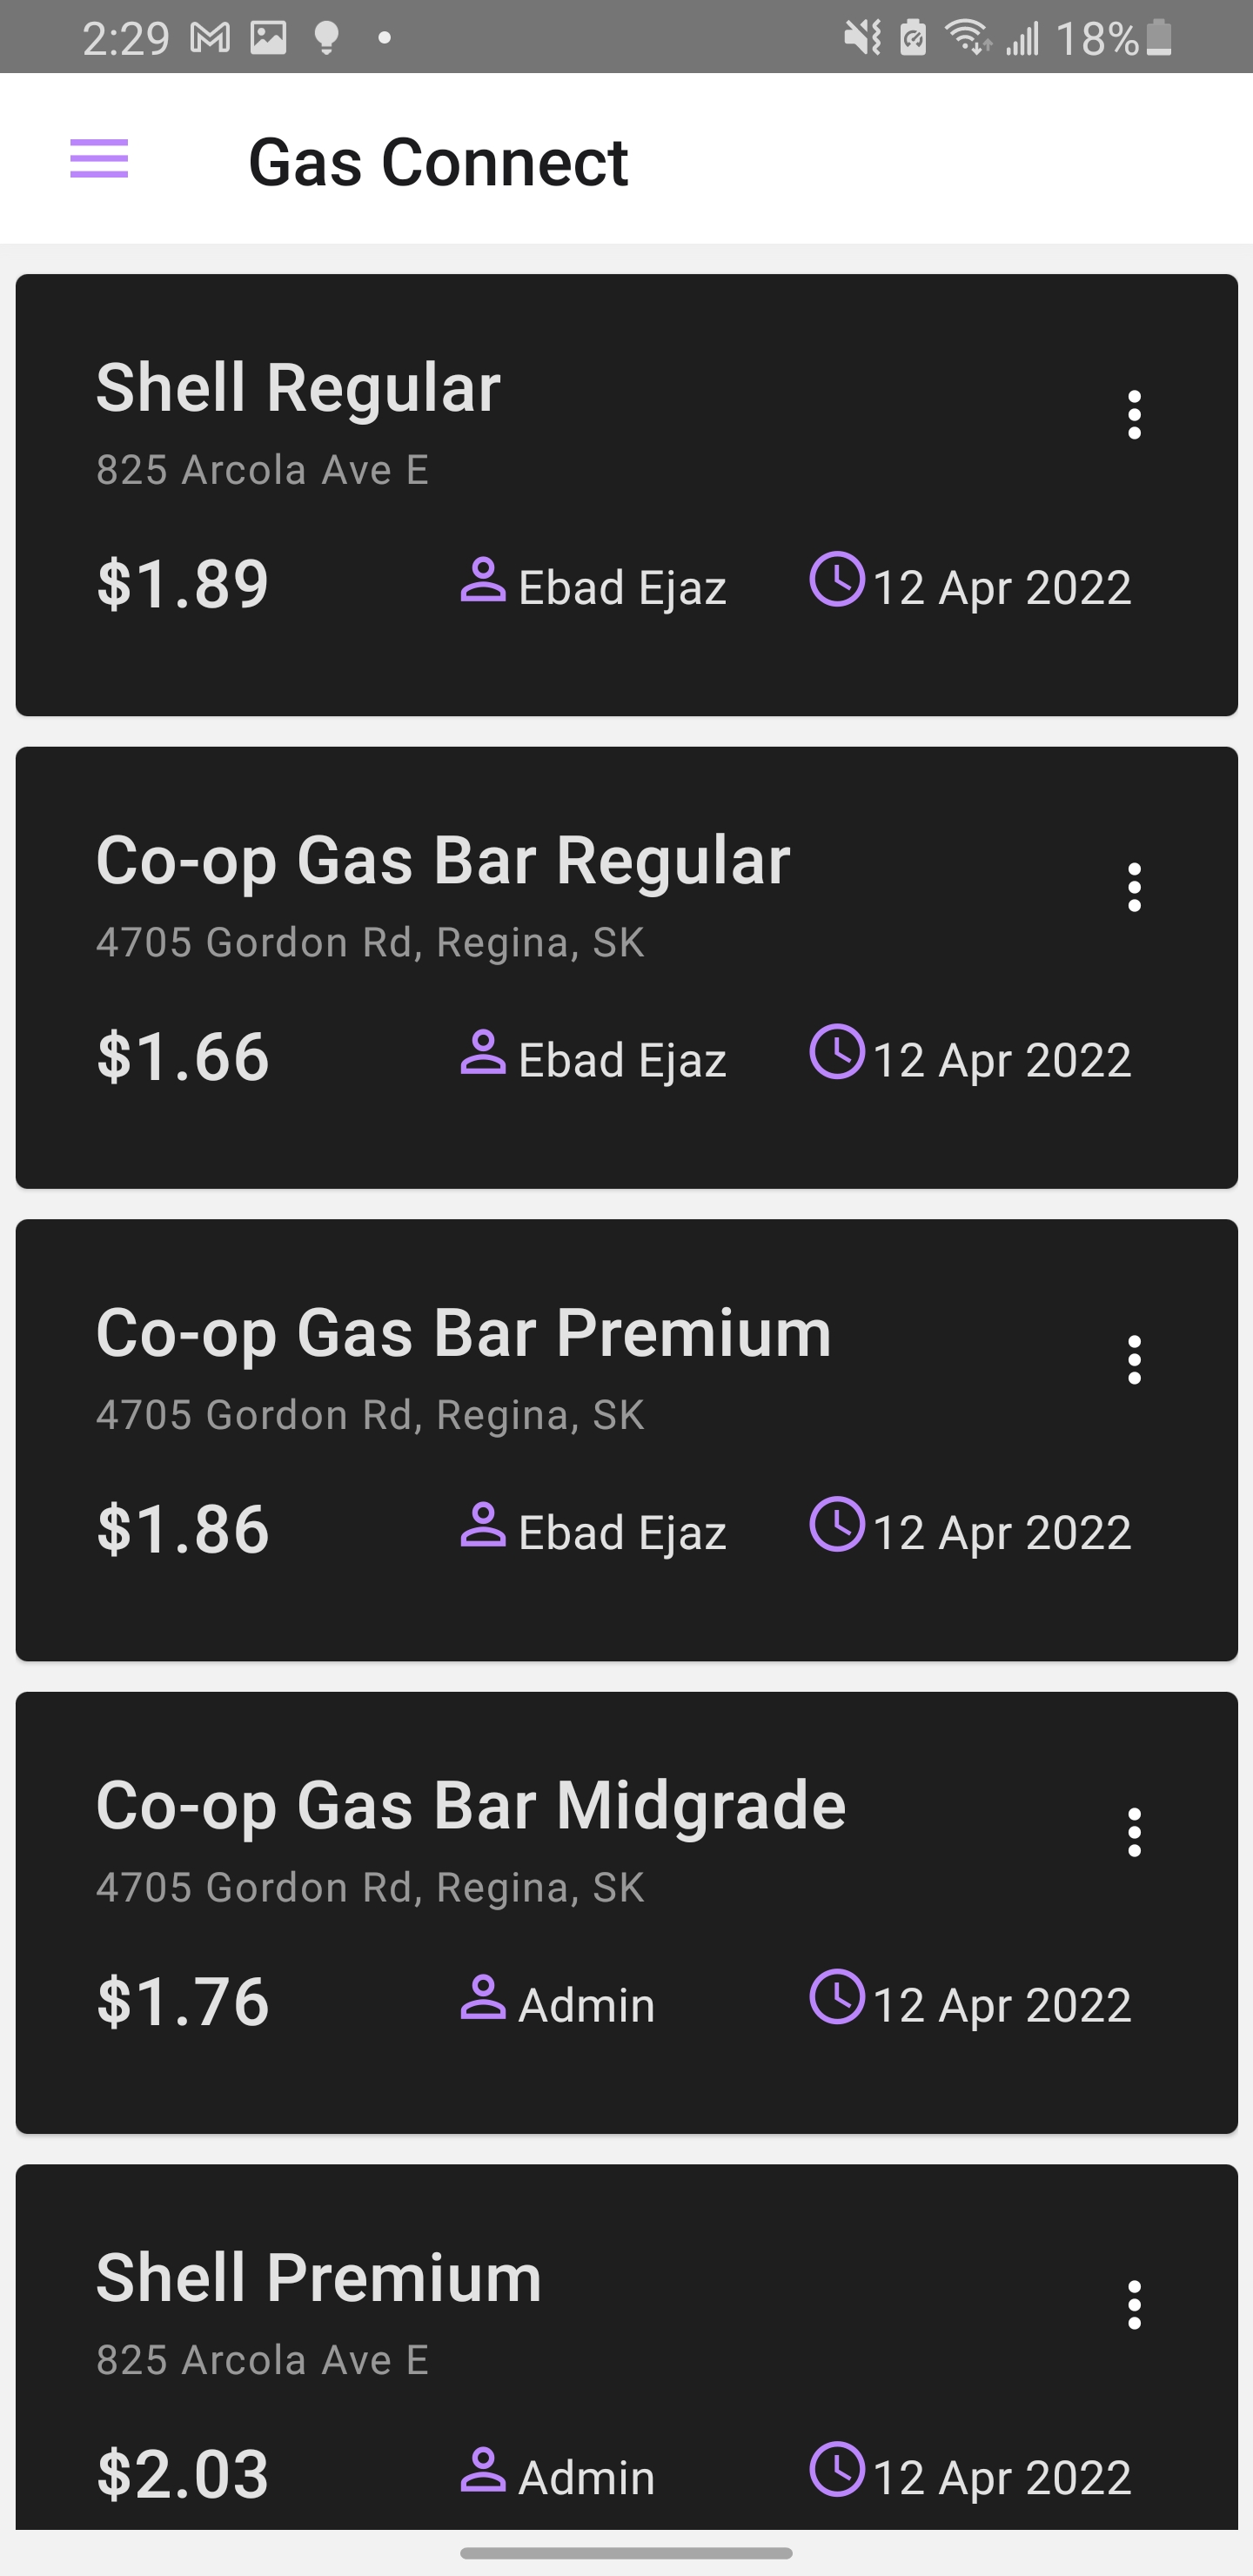 2:29 18%
Gas Connect
Shell Regular
825 Arcola Ave E
$1.89 Ebad Ejaz 12 Apr 2022
Co-op Gas Bar Regular
4705 Gordon Rd, Regina, SK
$1.66 Ebad Ejaz 12 Apr 2022
Co-op Gas Bar Premium
4705 Gordon Rd, Regina, SK
$1.86 Ebad Ejaz 12 Apr 2022
Co-op Gas Bar Midgrade
4705 Gordon Rd, Regina, SK
$1.76 Admin 12 Apr 2022
Shell Premium
825 Arcola Ave E
$2.03 Admin 12 Apr 2022